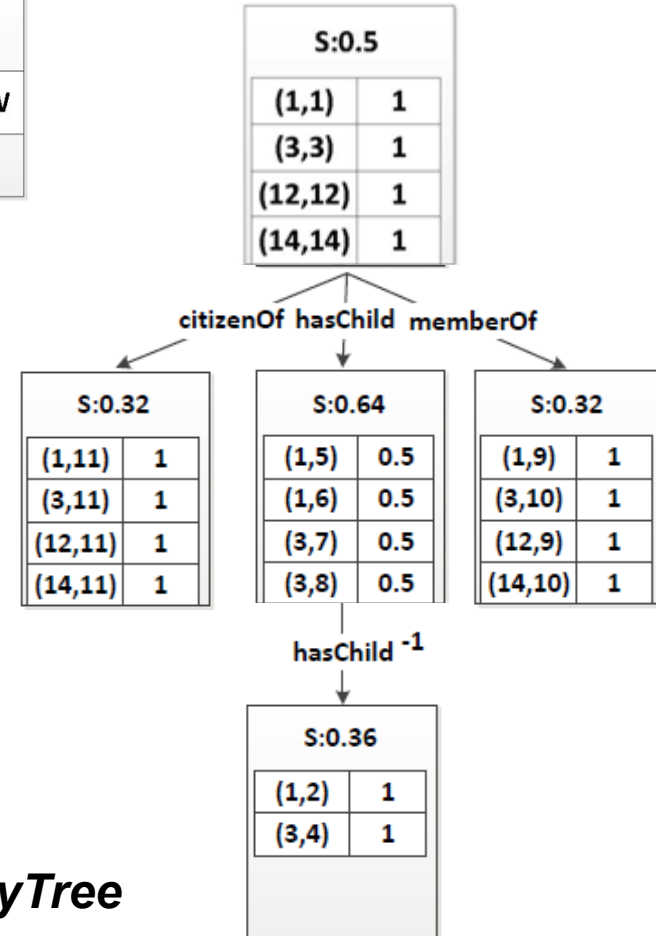 S:0.5
(1,1) 1
(3,3) 1
(12,12) 1
(14,14) 1
citizenOf hasChild memberOf
S:0.32
(1,11) 1
(3,11) 1
(12,11) 1
(14,11) 1
S:0.64
(1,5) 0.5
(1,6) 0.5
(3,7) 0.5
(3,8) 0.5
S:0.32
(1,9) 1
(3,10) 1
(12,9) 1
(14,10) 1
hasChild -1
S:0.36
(1,2) 1
(3,4) 1
yTree